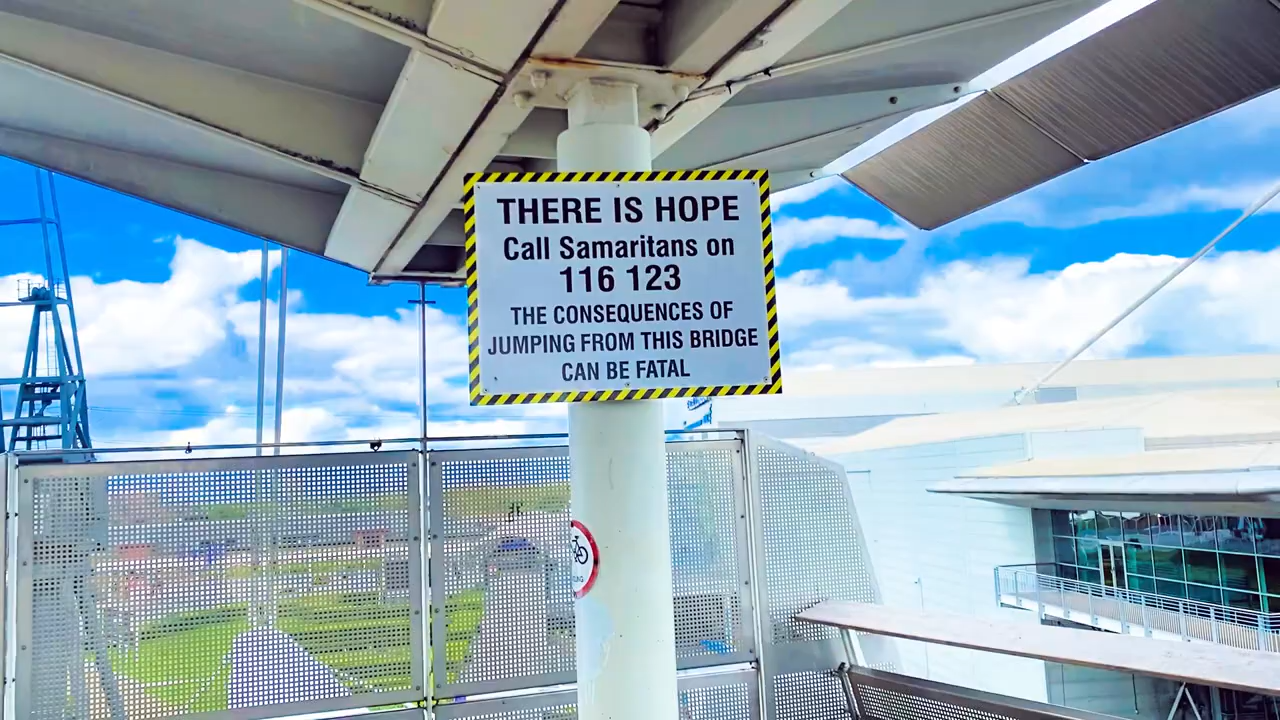 THERE IS HOPE
Call Samaritans on
116 123
THE CONSEQUENCES OF
JUMPING FROM THIS BRIDGE
CAN BE FATAL